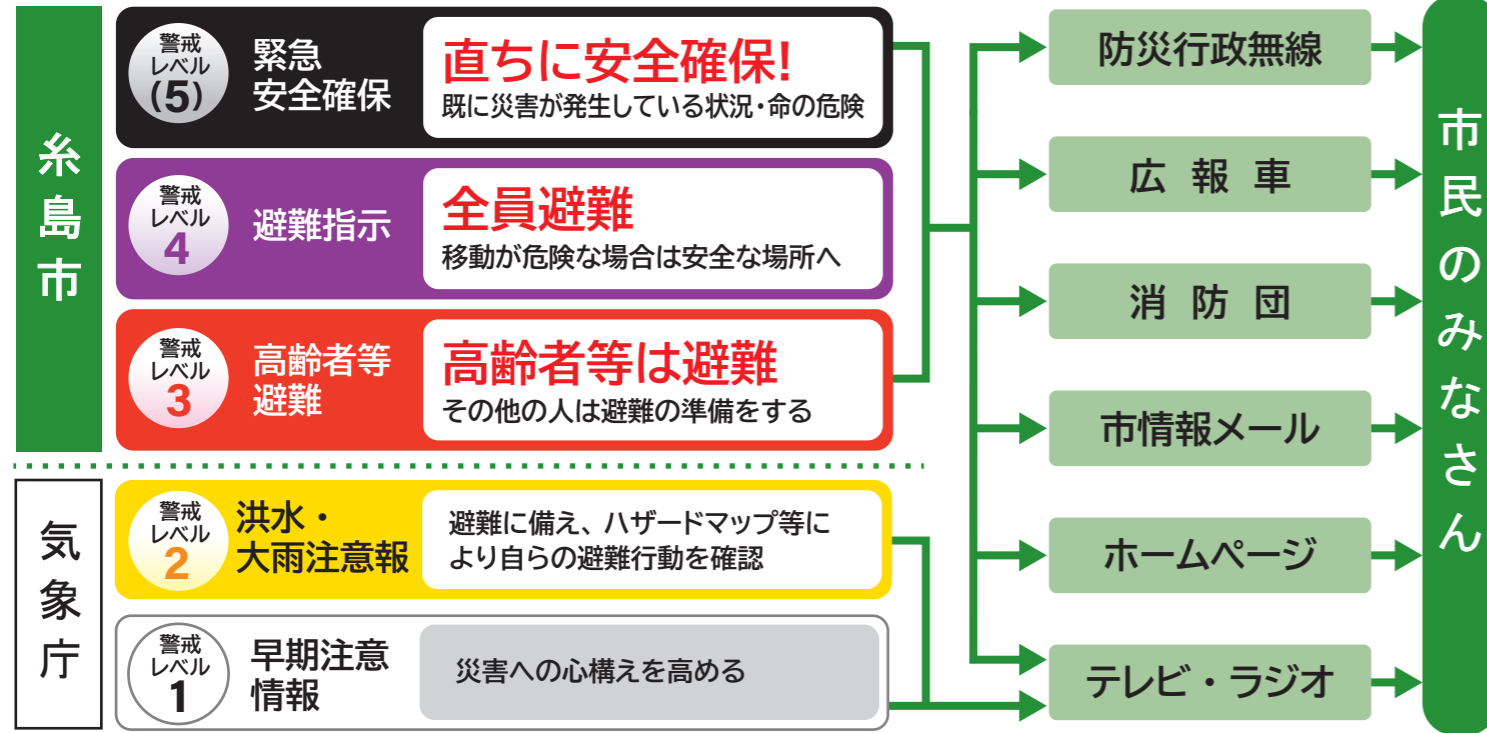 糸島市
警戒
レベル
(5)
緊急
安全確保
直ちに安全確保!
既に災害が発生している状況・命の危険
警戒
レベル
4
避難指示
全員避難
移動が危険な場合は安全な場所へ
警戒
レベル
3
高齢者等
避難
高齢者等は避難
その他の人は避難の準備をする
気象庁
警戒
レベル
2
洪水・
大雨注意報
避難に備え、ハザードマップ等に
より自らの避難行動を確認
警戒
レベル
1
早期注意
情報
災害への心構えを高める
防災行政無線
広報車
消防団
市情報メール
ホームページ
テレビ・ラジオ
市民のみなさん